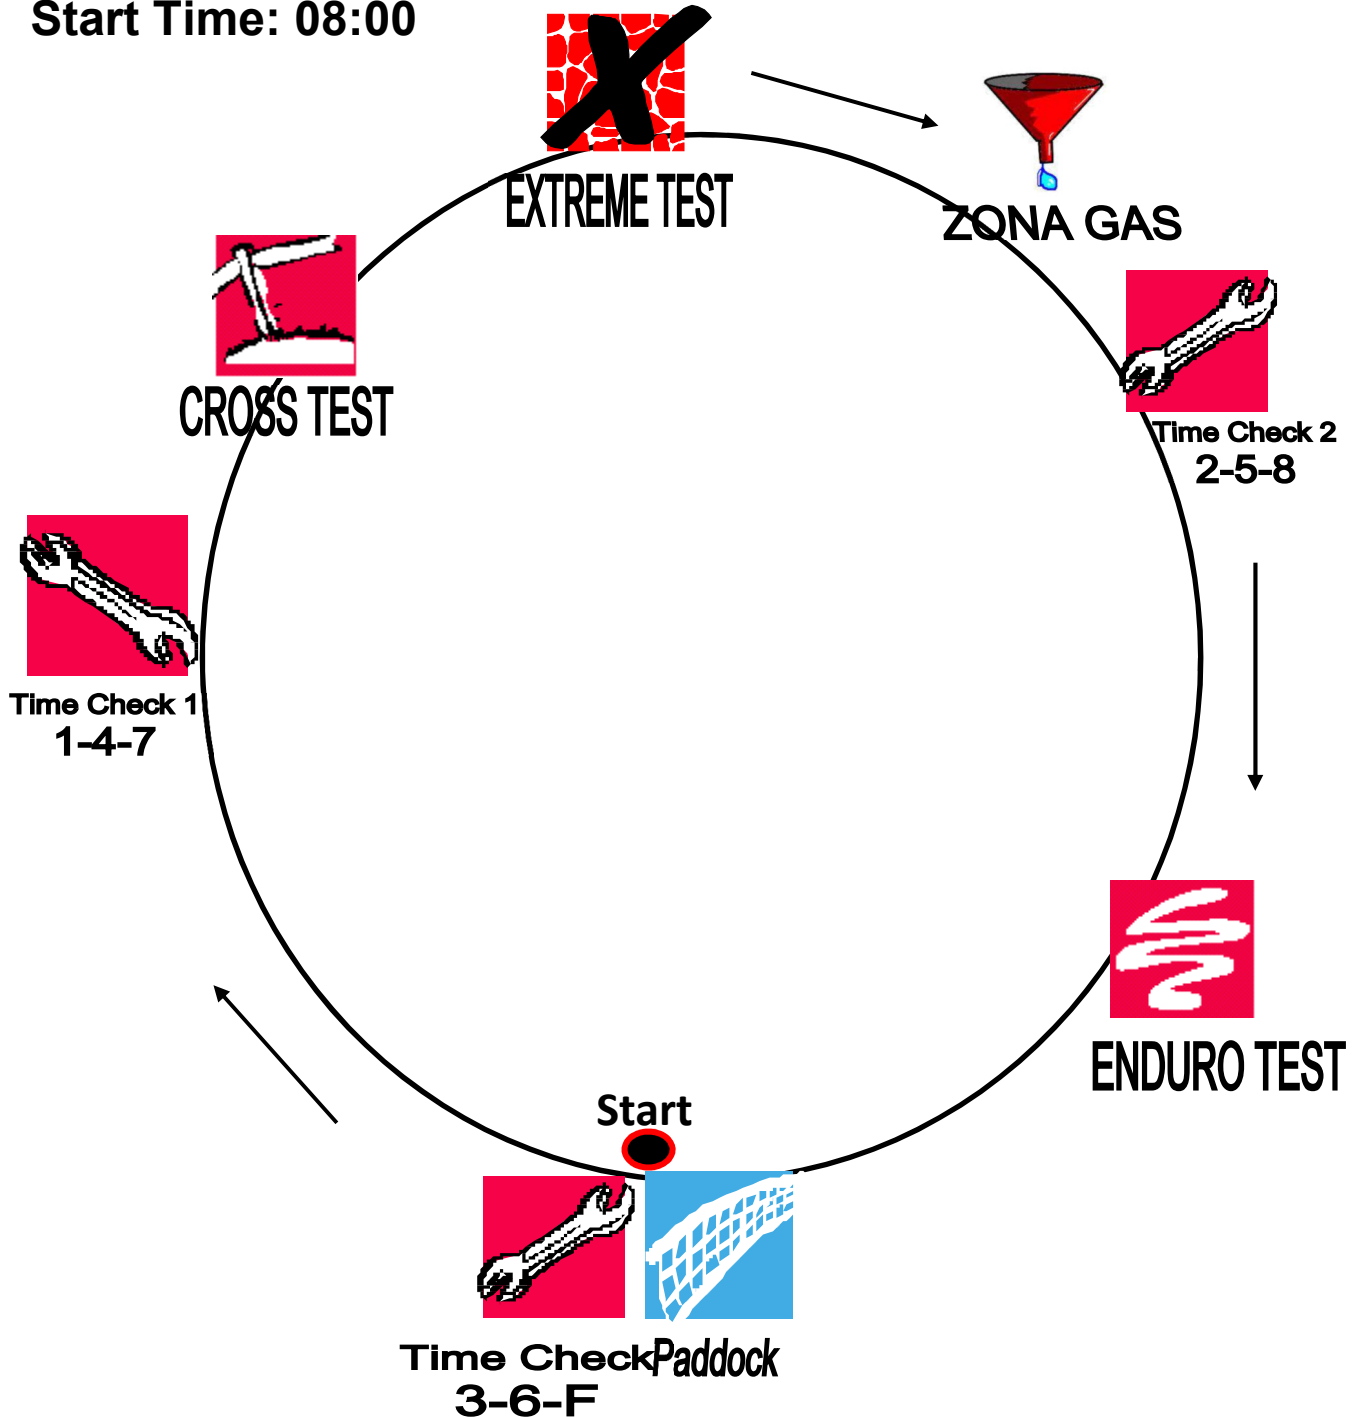 Start Time: 08:00
EXTREME TEST
ZONA GAS
CROSS TEST
Time Check 2
2-5-8
Time Check 1
1-4-7
ENDURO TEST
Start
Time Check
3-6-F
Paddock